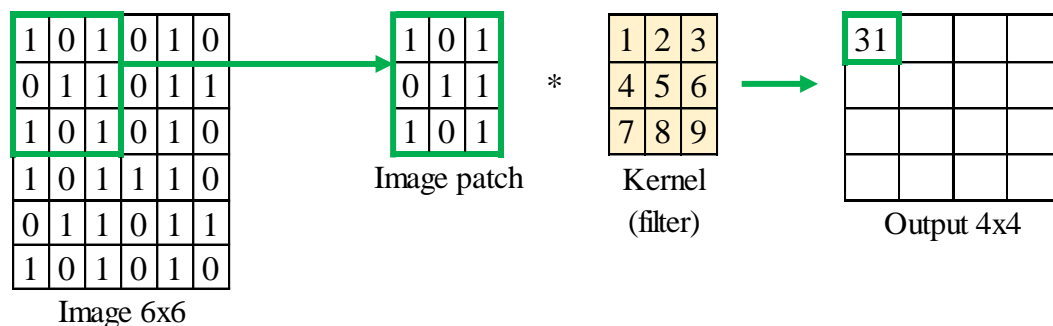 1 0 1 0 1 0
0 1 1 0 1 1
1 0 1 0 1 0
1 0 1 1 1 0
0 1 1 0 1 1
1 0 1 0 1 0
Image 6x6
1 0 1
0 1 1
1 0 1
Image patch
*
1 2 3
4 5 6
7 8 9
Kernel
(filter)
31
Output 4x4